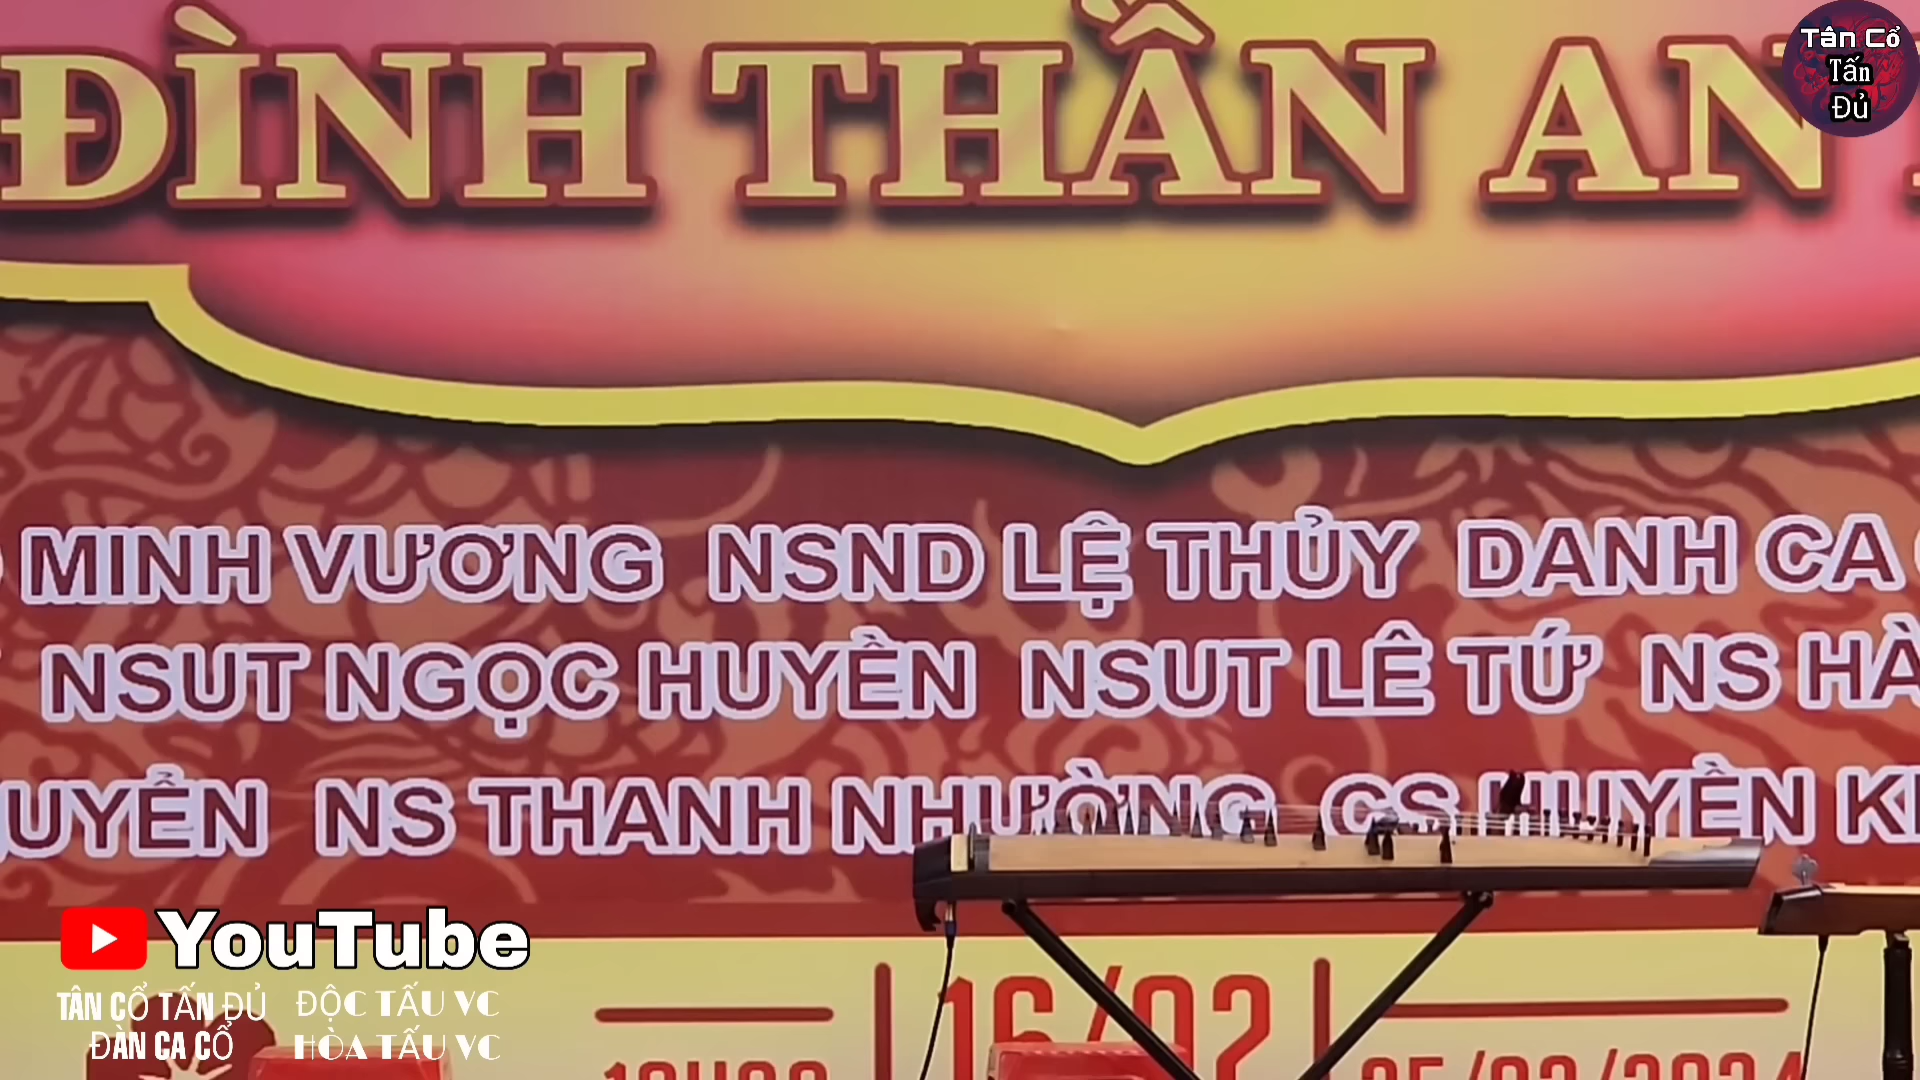 ĐÌNH THẦN AN
Tân Cổ
Tấn
Đủ
MINH VƯƠNG NSND LỆ THỦY DANH CA
NSUT NGỌC HUYỀN NSUT LÊ TỨ NS HÀ
UYỂN NS THANH NHƯỜNG CS HUYỀN K
YouTube
TÂN CỔ TẤN ĐỦ ĐỘC TẤU VC
ĐÀN CA CỔ HÒA TẤU VC
16/02